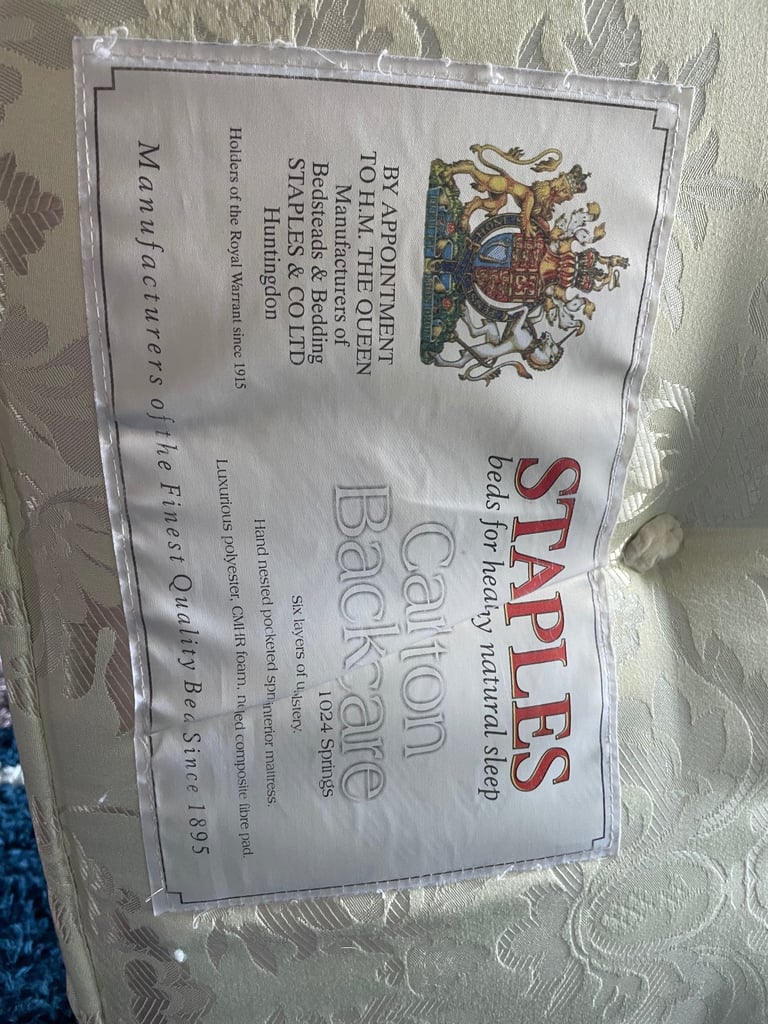 BY APPOINTMENT
TO H.M. THE QUEEN
Manufacturers of
Bedsteads & Bedding
STAPLES & CO LTD
Huntingdon
Holders of the Royal Warrant since 1915
STAPLES
beds for healthy natural sleep
Carlton
Backcare
1024 Springs
Six layers of upholstery.
Hand nested pocketed spring interior mattress.
Luxurious polyester, CMHR foam, needled composite fibre pad.
Manufacturers of the Finest Quality Beds Since 1895